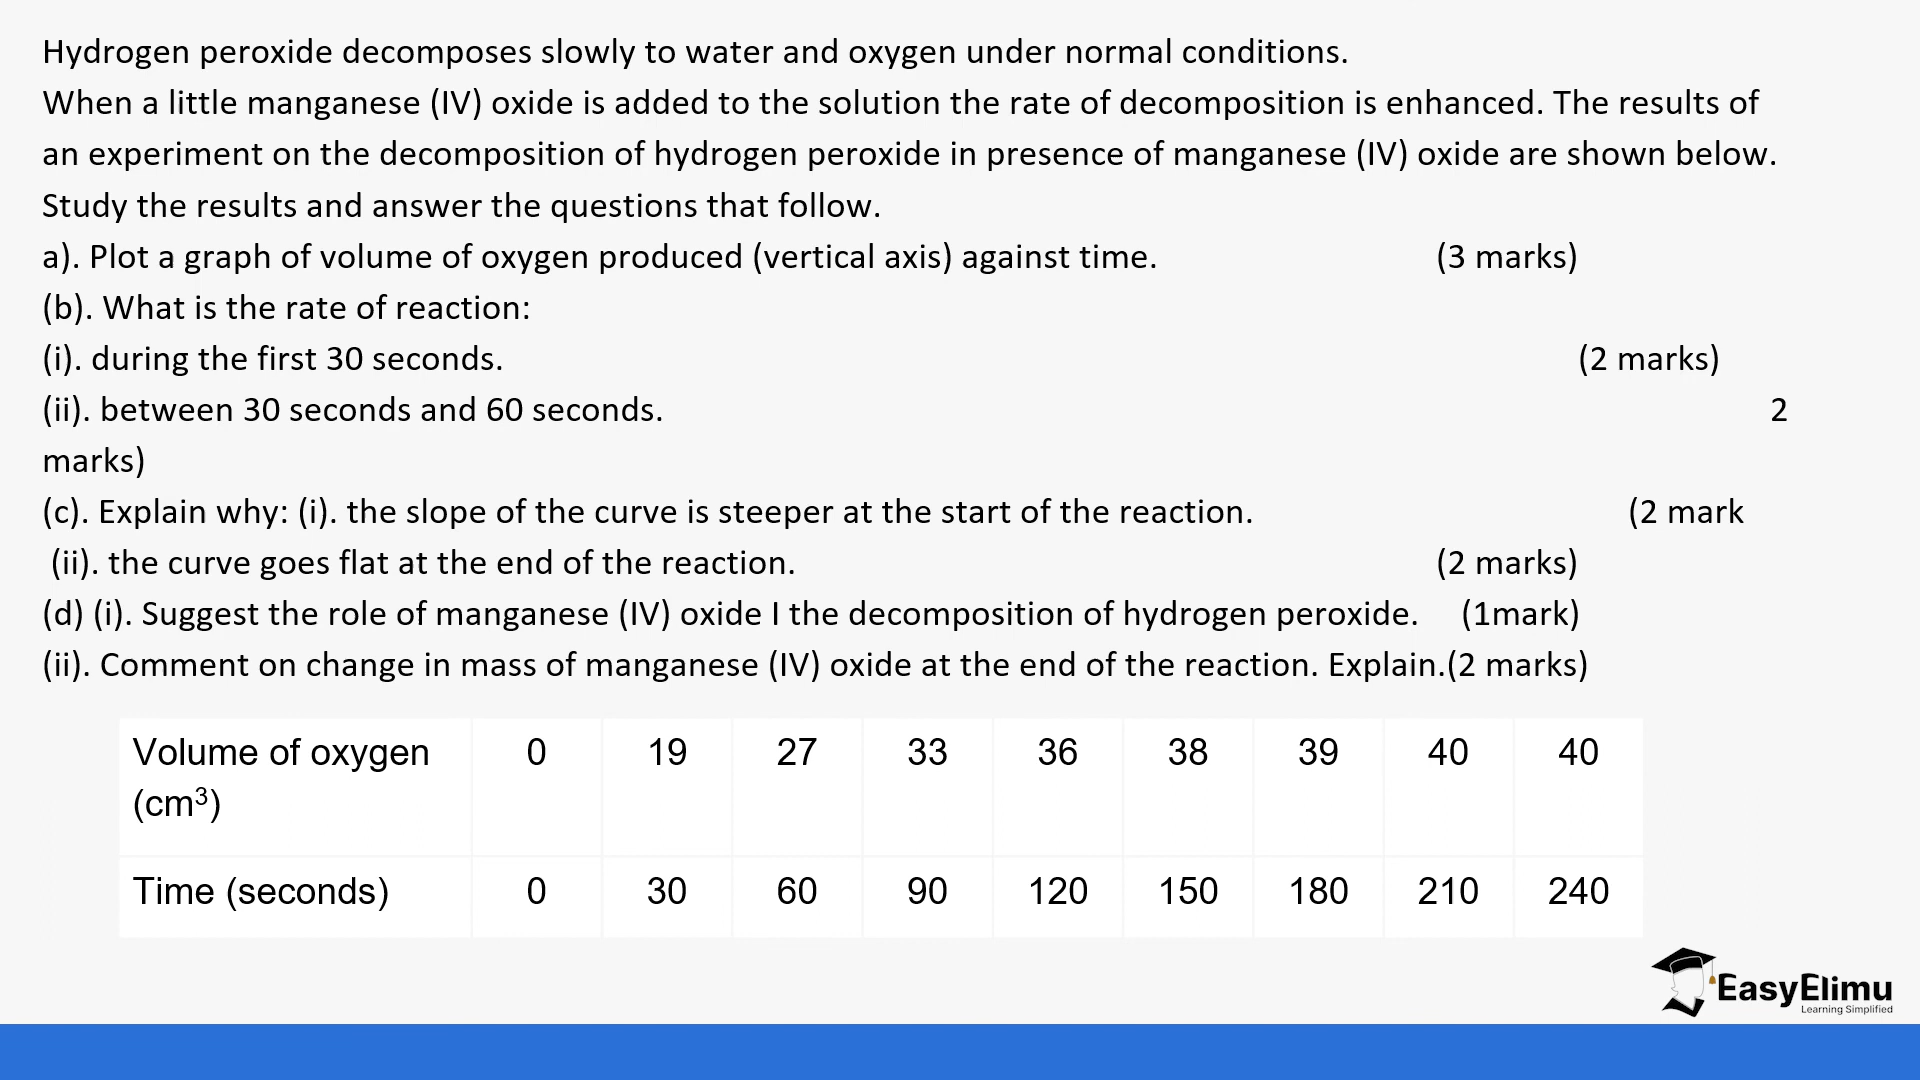 Hydrogen peroxide decomposes slowly to water and oxygen under normal conditions.
When a little manganese (IV) oxide is added to the solution the rate of decomposition is enhanced. The results of
an experiment on the decomposition of hydrogen peroxide in presence of manganese (IV) oxide are shown below.
Study the results and answer the questions that follow.
a). Plot a graph of volume of oxygen produced (vertical axis) against time. (3 marks)
(b). What is the rate of reaction:
(i). during the first 30 seconds. (2 marks)
(ii). between 30 seconds and 60 seconds. 2
marks)
(c). Explain why: (i). the slope of the curve is steeper at the start of the reaction. (2 mark
(ii). the curve goes flat at the end of the reaction. (2 marks)
(d) (i). Suggest the role of manganese (IV) oxide I the decomposition of hydrogen peroxide. (1mark)
(ii). Comment on change in mass of manganese (IV) oxide at the end of the reaction. Explain.(2 marks)
Volume of oxygen 0 19 27 33 36 38 39 40 40
(cm³)
Time (seconds) 0 30 60 90 120 150 180 210 240
EasyElimu
Learning Simplified